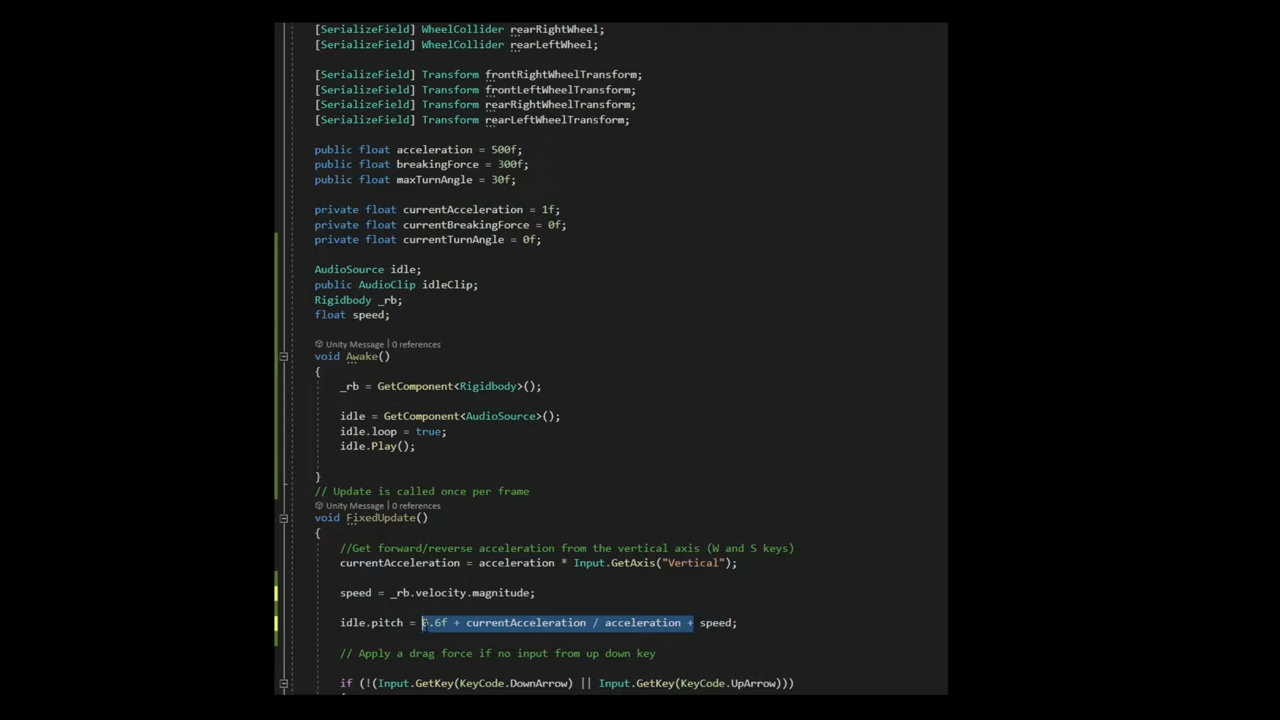 [SerializeField] WheelCollider rearRightWheel;
[SerializeField] WheelCollider rearLeftWheel;
[SerializeField] Transform frontRightWheelTransform;
[SerializeField] Transform frontLeftWheelTransform;
[SerializeField] Transform rearRightWheelTransform;
[SerializeField] Transform rearLeftWheelTransform;
public float acceleration = 500f;
public float breakingForce = 300f;
public float maxTurnAngle = 30f;
private float currentAcceleration = 1f;
private float currentBreakingForce = 0f;
private float currentTurnAngle = 0f;
AudioSource idle;
public AudioClip idleClip;
Rigidbody _rb;
float speed;
Unity Message | 0 references
void Awake()
{
_rb = GetComponent<Rigidbody>();
idle = GetComponent<AudioSource>();
idle.loop = true;
idle.Play();
}
// Update is called once per frame
Unity Message | 0 references
void FixedUpdate()
{
//Get forward/reverse acceleration from the vertical axis (W and S keys)
currentAcceleration = acceleration * Input.GetAxis("Vertical");
speed = _rb.velocity.magnitude;
idle.pitch = 0.6f + currentAcceleration / acceleration + speed;
// Apply a drag force if no input from up down key
if (!(Input.GetKey(KeyCode.DownArrow) || Input.GetKey(KeyCode.UpArrow)))